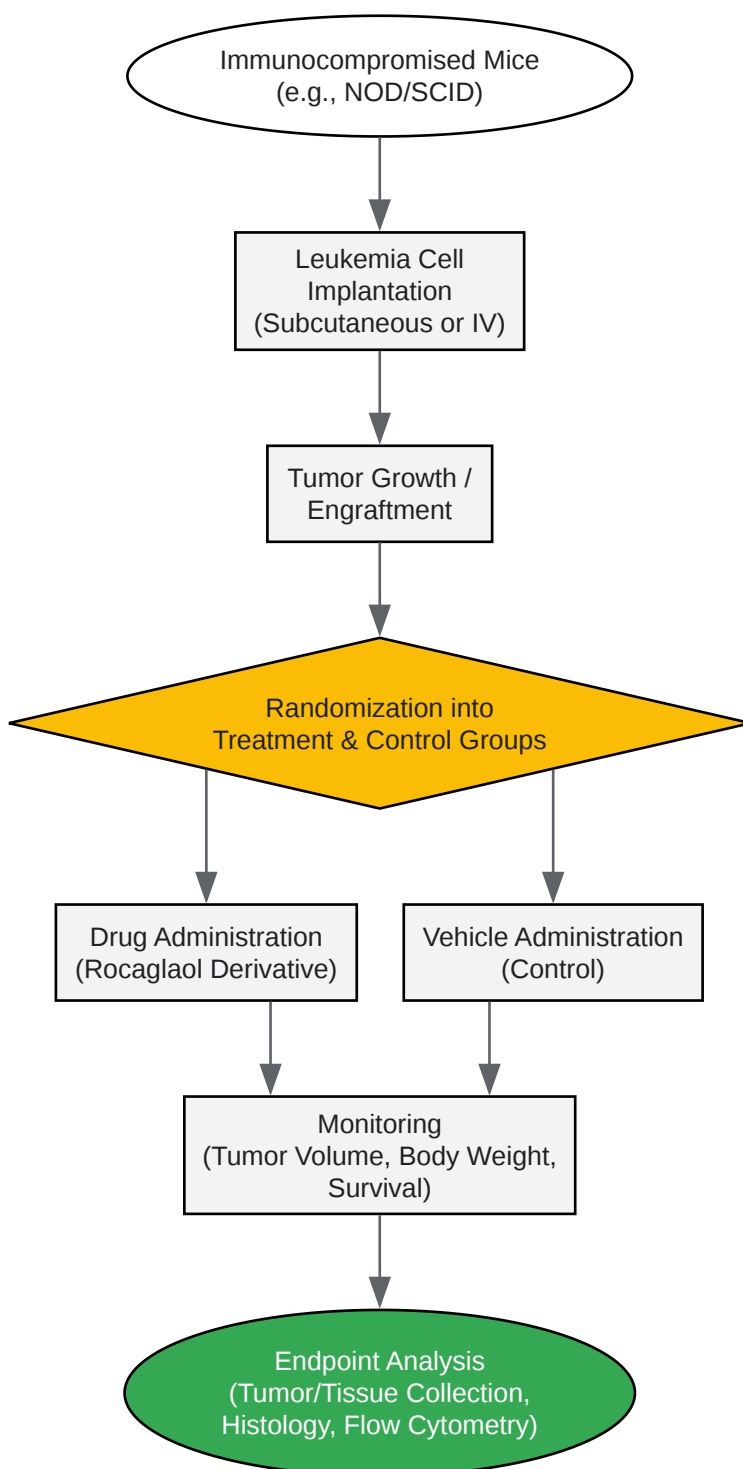 Immunocompromised Mice
(e.g., NOD/SCID)
Leukemia Cell
Implantation
(Subcutaneous or IV)
Tumor Growth /
Engraftment
Randomization into
Treatment & Control Groups
Drug Administration
(Rocaglaol Derivative)
Vehicle Administration
(Control)
Monitoring
(Tumor Volume, Body Weight,
Survival)
Endpoint Analysis
(Tumor/Tissue Collection,
Histology, Flow Cytometry)